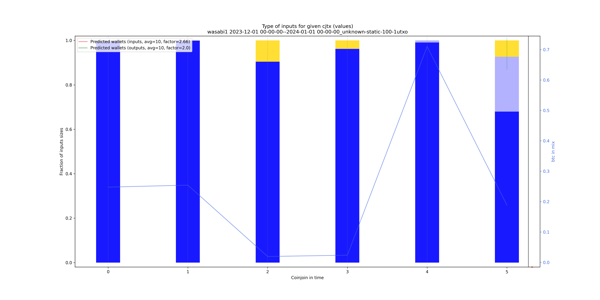 Type of inputs for given cjtx (values)
wasabi1 2023-12-01 00-00-00--2024-01-01 00-00-00_unknown-static-100-1utxo
Predicted wallets (inputs, avg=10, factor=2.66)
Predicted wallets (outputs, avg=10, factor=2.0)
1.0
0.8
0.6
0.4
0.2
0.0
Fraction of inputs sizes
0
1
2
3
4
5
Coinjoin in time
0.7
0.6
0.5
0.4
0.3
0.2
0.1
0.0
btc in mix